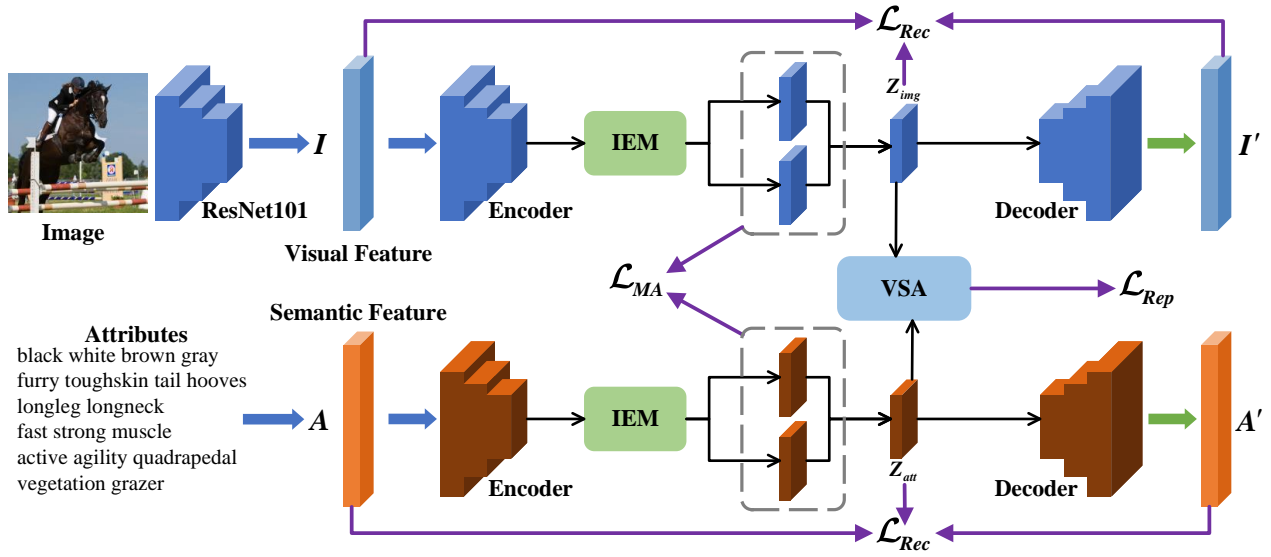 ℒRec
Zimg
IEM
I
I′
ResNet101
Encoder
Decoder
Image
Visual Feature
ℒMA
VSA
ℒRep
Semantic Feature
Attributes
black white brown gray
furry toughskin tail hooves
longleg longneck
fast strong muscle
active agility quadrapedal
vegetation grazer
A
IEM
A′
Zatt
Encoder
Decoder
ℒRec